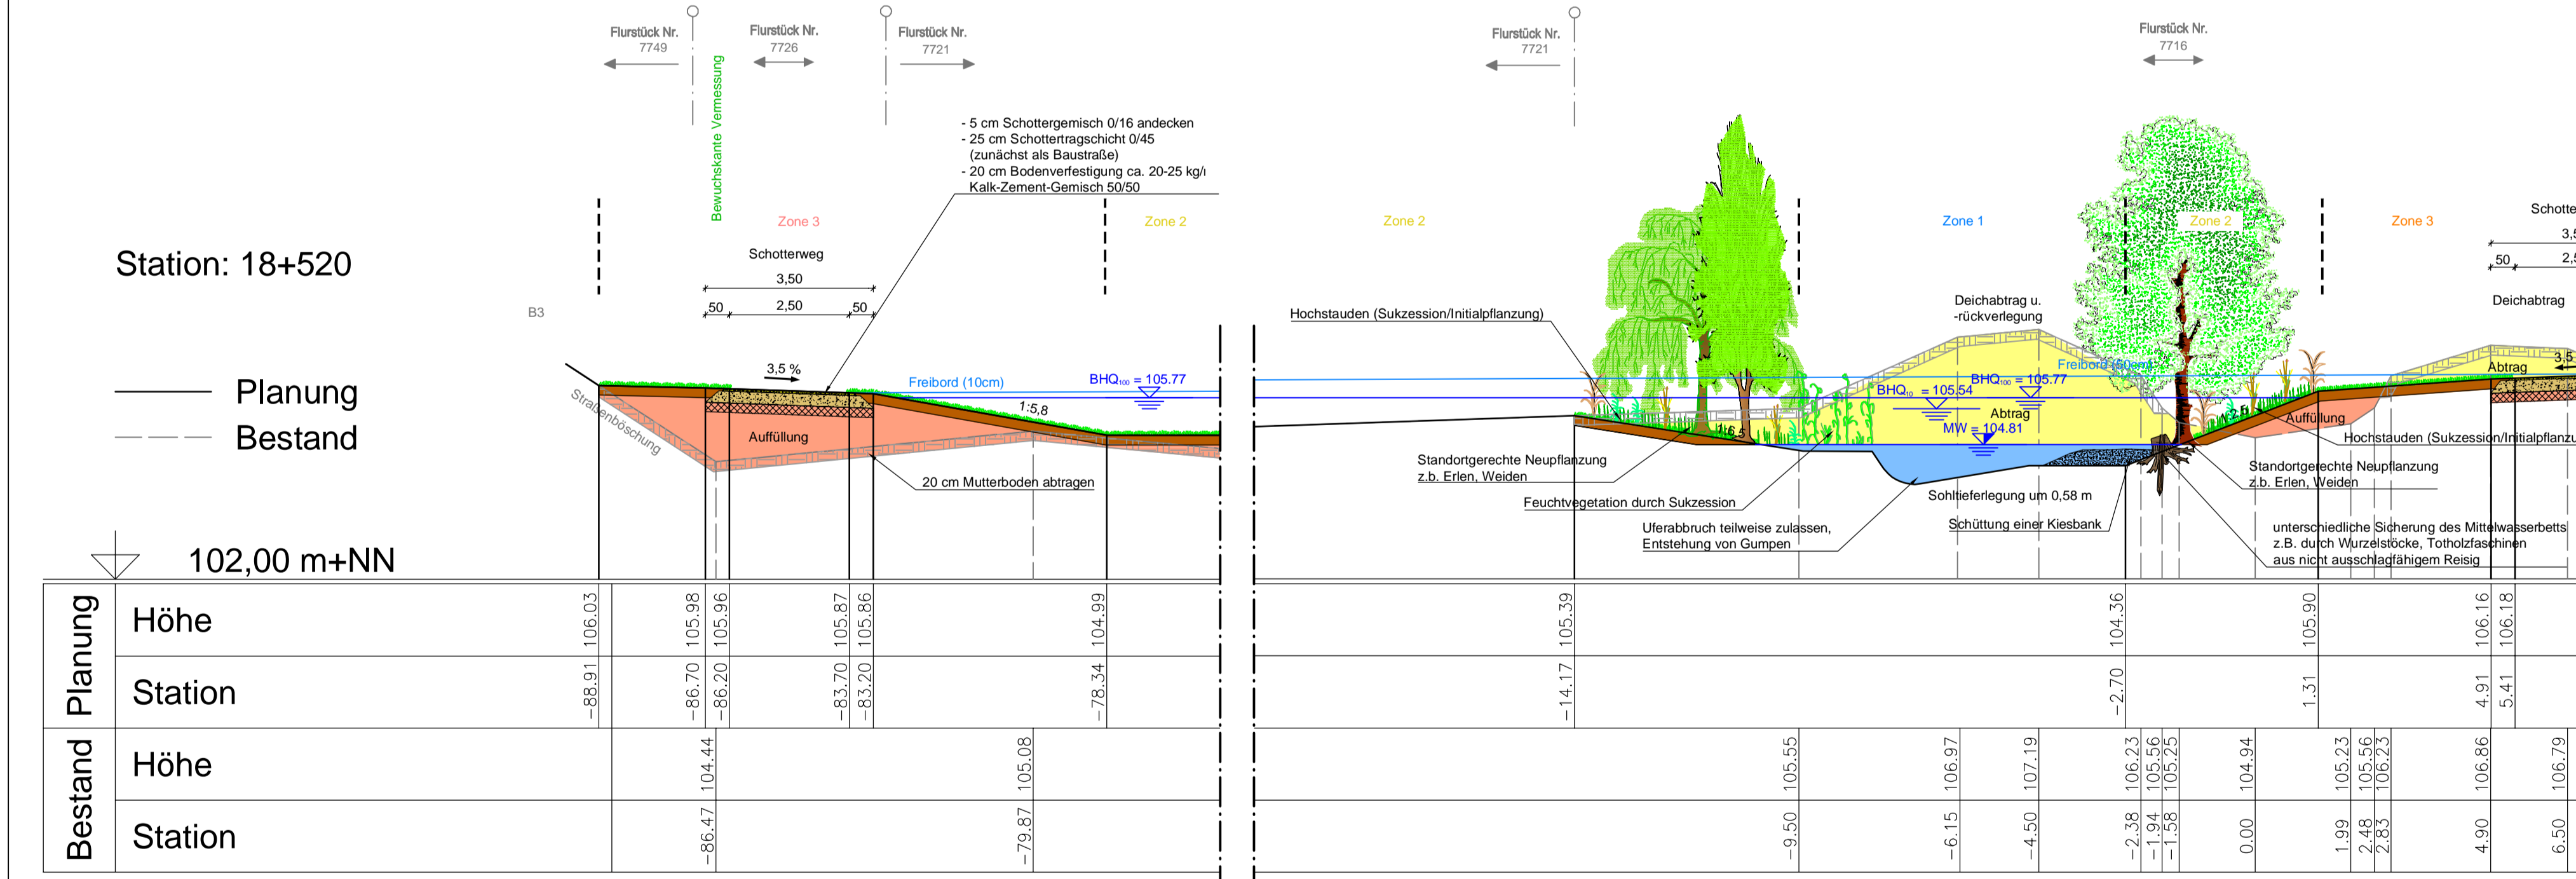 Flurstück Nr.
7749
Flurstück Nr.
7726
Flurstück Nr.
7721
Flurstück Nr.
7721
Flurstück Nr.
7716
Bewuchskante Vermessung
- 5 cm Schottergemisch 0/16 andecken
- 25 cm Schottertragschicht 0/45
(zunächst als Baustraße)
- 20 cm Bodenverfestigung ca. 20-25 kg/
Kalk-Zement-Gemisch 50/50
Zone 3
Zone 2
Zone 2
Zone 1
Zone 2
Zone 3
Station: 18+520
Schotterweg
3,50
50
2,50
50
B3
Schotte
3,5
50
2,5
Deichabtrag u.
-rückverlegung
Deichabtrag
Hochstauden (Sukzession/Initialpflanzung)
Planung
Bestand
Straßenböschung
3,5 %
Freibord (10cm)
BHQ100 = 105.77
1:5,8
Auffüllung
20 cm Mutterboden abtragen
Freibord (50cm)
BHQ10 = 105.54
BHQ100 = 105.77
Abtrag
MW = 104.81
1:6,5
Abtrag
3,5
Auffüllung
Hochstauden (Sukzession/Initialpflanzu
Standortgerechte Neupflanzung
z.b. Erlen, Weiden
Feuchtvegetation durch Sukzession
Uferabbruch teilweise zulassen,
Entstehung von Gumpen
Sohltieferlegung um 0,58 m
Schüttung einer Kiesbank
Standortgerechte Neupflanzung
z.b. Erlen, Weiden
unterschiedliche Sicherung des Mittelwasserbetts
z.B. durch Wurzelstöcke, Totholzfaschinen
aus nicht ausschlagfähigem Reisig
102,00 m+NN
Planung
Höhe
106.03 105.98 105.96 105.87 105.86 104.99 105.39 104.36 105.90 106.16 106.18
Station
-88.91 -86.70 -86.20 -83.70 -83.20 -78.34 -14.17 -2.70 1.31 4.91 5.41
Bestand
Höhe
104.44 105.08 105.55 106.97 107.19 106.23 105.56 105.25 104.94 105.23 105.56 106.23 106.86 106.79
Station
-86.47 -79.87 -9.50 -6.15 -4.50 -2.38 -1.94 -1.58 0.00 1.99 2.48 2.83 4.90 6.50